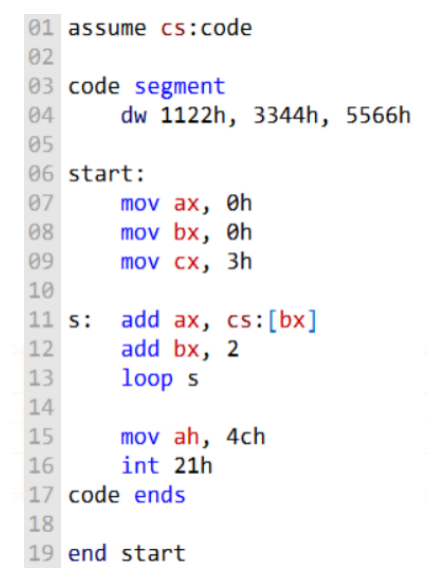 01 assume cs:code
02
03 code segment
04     dw 1122h, 3344h, 5566h
05
06 start:
07     mov ax, 0h
08     mov bx, 0h
09     mov cx, 3h
10
11 s:  add ax, cs:[bx]
12     add bx, 2
13     loop s
14
15     mov ah, 4ch
16     int 21h
17 code ends
18
19 end start